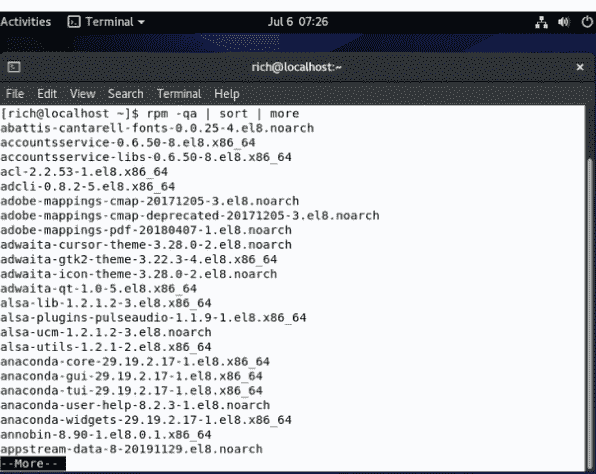 Activities Terminal Jul 6 07:26
rich@localhost:~ ×
File Edit View Search Terminal Help
[rich@localhost ~]$ rpm -qa | sort | more
abattis-cantarell-fonts-0.0.25-4.el8.noarch
accountsservice-0.6.50-8.el8.x86_64
accountsservice-libs-0.6.50-8.el8.x86_64
acl-2.2.53-1.el8.x86_64
adcli-0.8.2-5.el8.x86_64
adobe-mappings-cmap-20171205-3.el8.noarch
adobe-mappings-cmap-deprecated-20171205-3.el8.noarch
adobe-mappings-pdf-20180407-1.el8.noarch
adwaita-cursor-theme-3.28.0-2.el8.noarch
adwaita-gtk2-theme-3.22.3-4.el8.x86_64
adwaita-icon-theme-3.28.0-2.el8.noarch
adwaita-qt-1.0-5.el8.x86_64
alsa-lib-1.2.1.2-3.el8.x86_64
alsa-plugins-pulseaudio-1.1.9-1.el8.x86_64
alsa-ucm-1.2.1.2-3.el8.noarch
alsa-utils-1.2.1-2.el8.x86_64
anaconda-core-29.19.2.17-1.el8.x86_64
anaconda-gui-29.19.2.17-1.el8.x86_64
anaconda-tui-29.19.2.17-1.el8.x86_64
anaconda-user-help-8.2.3-1.el8.noarch
anaconda-widgets-29.19.2.17-1.el8.x86_64
annobin-8.90-1.el8.0.1.x86_64
appstream-data-8-20191129.el8.noarch
--More--